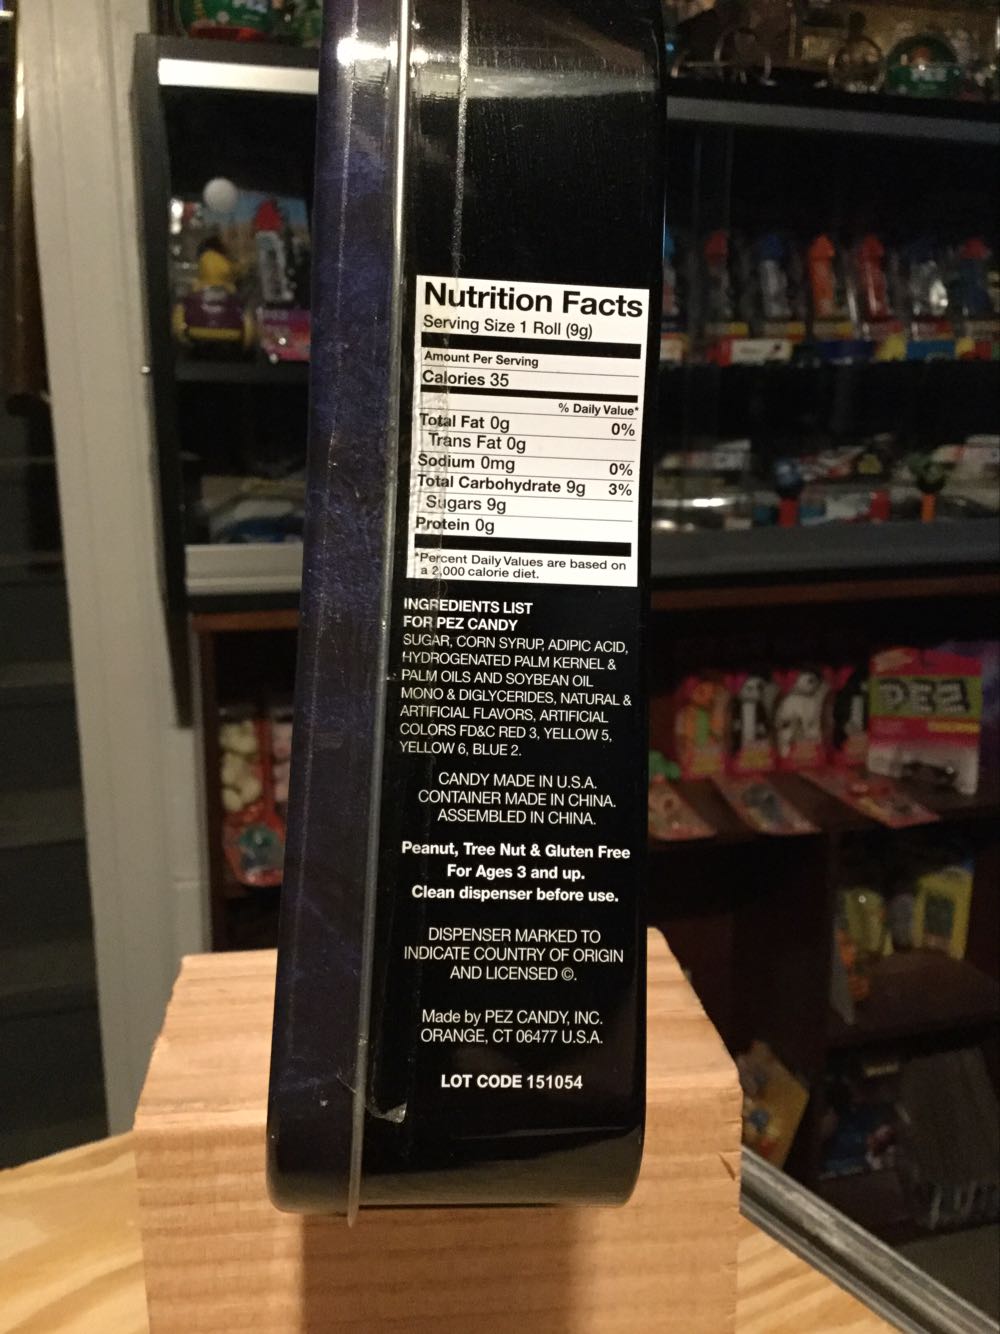 Nutrition Facts
Serving Size 1 Roll (9g)
Amount Per Serving
Calories 35
% Daily Value*
Total Fat 0g 0%
Trans Fat 0g
Sodium 0mg 0%
Total Carbohydrate 9g 3%
Sugars 9g
Protein 0g
*Percent Daily Values are based on
a 2,000 calorie diet.
INGREDIENTS LIST
FOR PEZ CANDY
SUGAR, CORN SYRUP, ADIPIC ACID,
HYDROGENATED PALM KERNEL &
PALM OILS AND SOYBEAN OIL
MONO & DIGLYCERIDES, NATURAL &
ARTIFICIAL FLAVORS, ARTIFICIAL
COLORS FD&C RED 3, YELLOW 5,
YELLOW 6, BLUE 2.
CANDY MADE IN U.S.A.
CONTAINER MADE IN CHINA.
ASSEMBLED IN CHINA.
Peanut, Tree Nut & Gluten Free
For Ages 3 and up.
Clean dispenser before use.
DISPENSER MARKED TO
INDICATE COUNTRY OF ORIGIN
AND LICENSED ©.
Made by PEZ CANDY, INC.
ORANGE, CT 06477 U.S.A.
LOT CODE 151054
PEZ